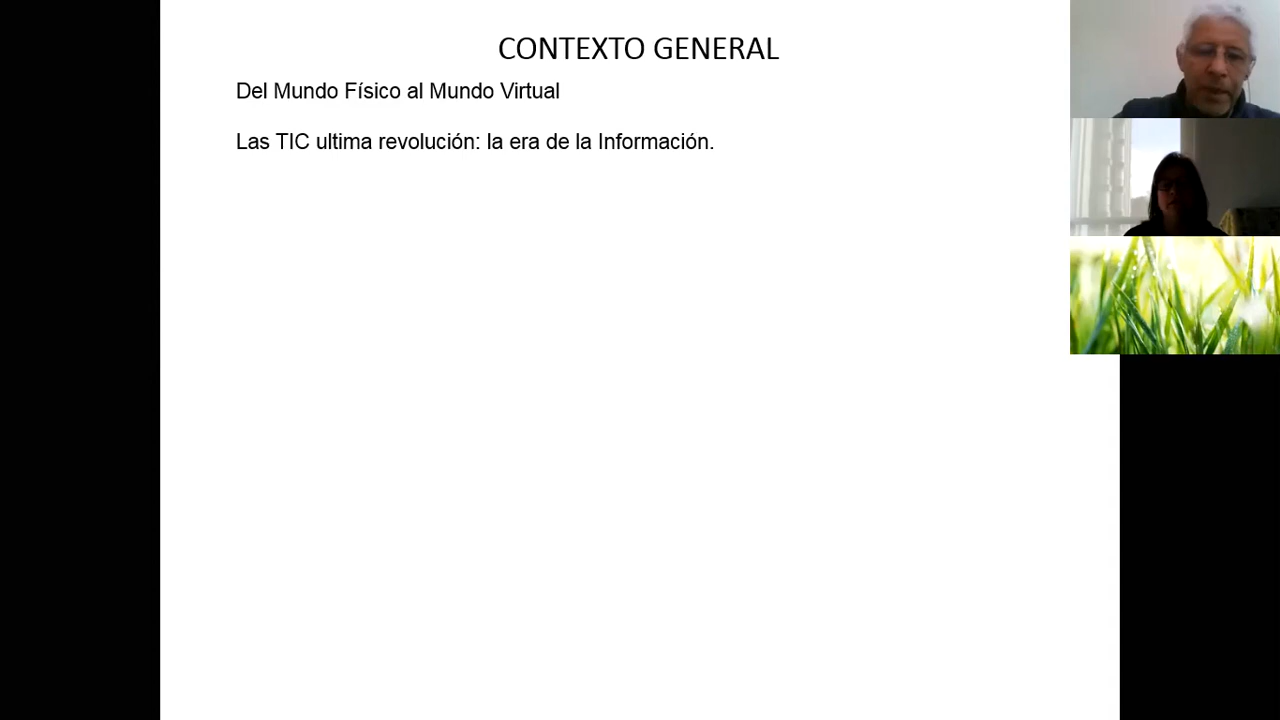 CONTEXTO GENERAL
Del Mundo Físico al Mundo Virtual
Las TIC ultima revolución: la era de la Información.